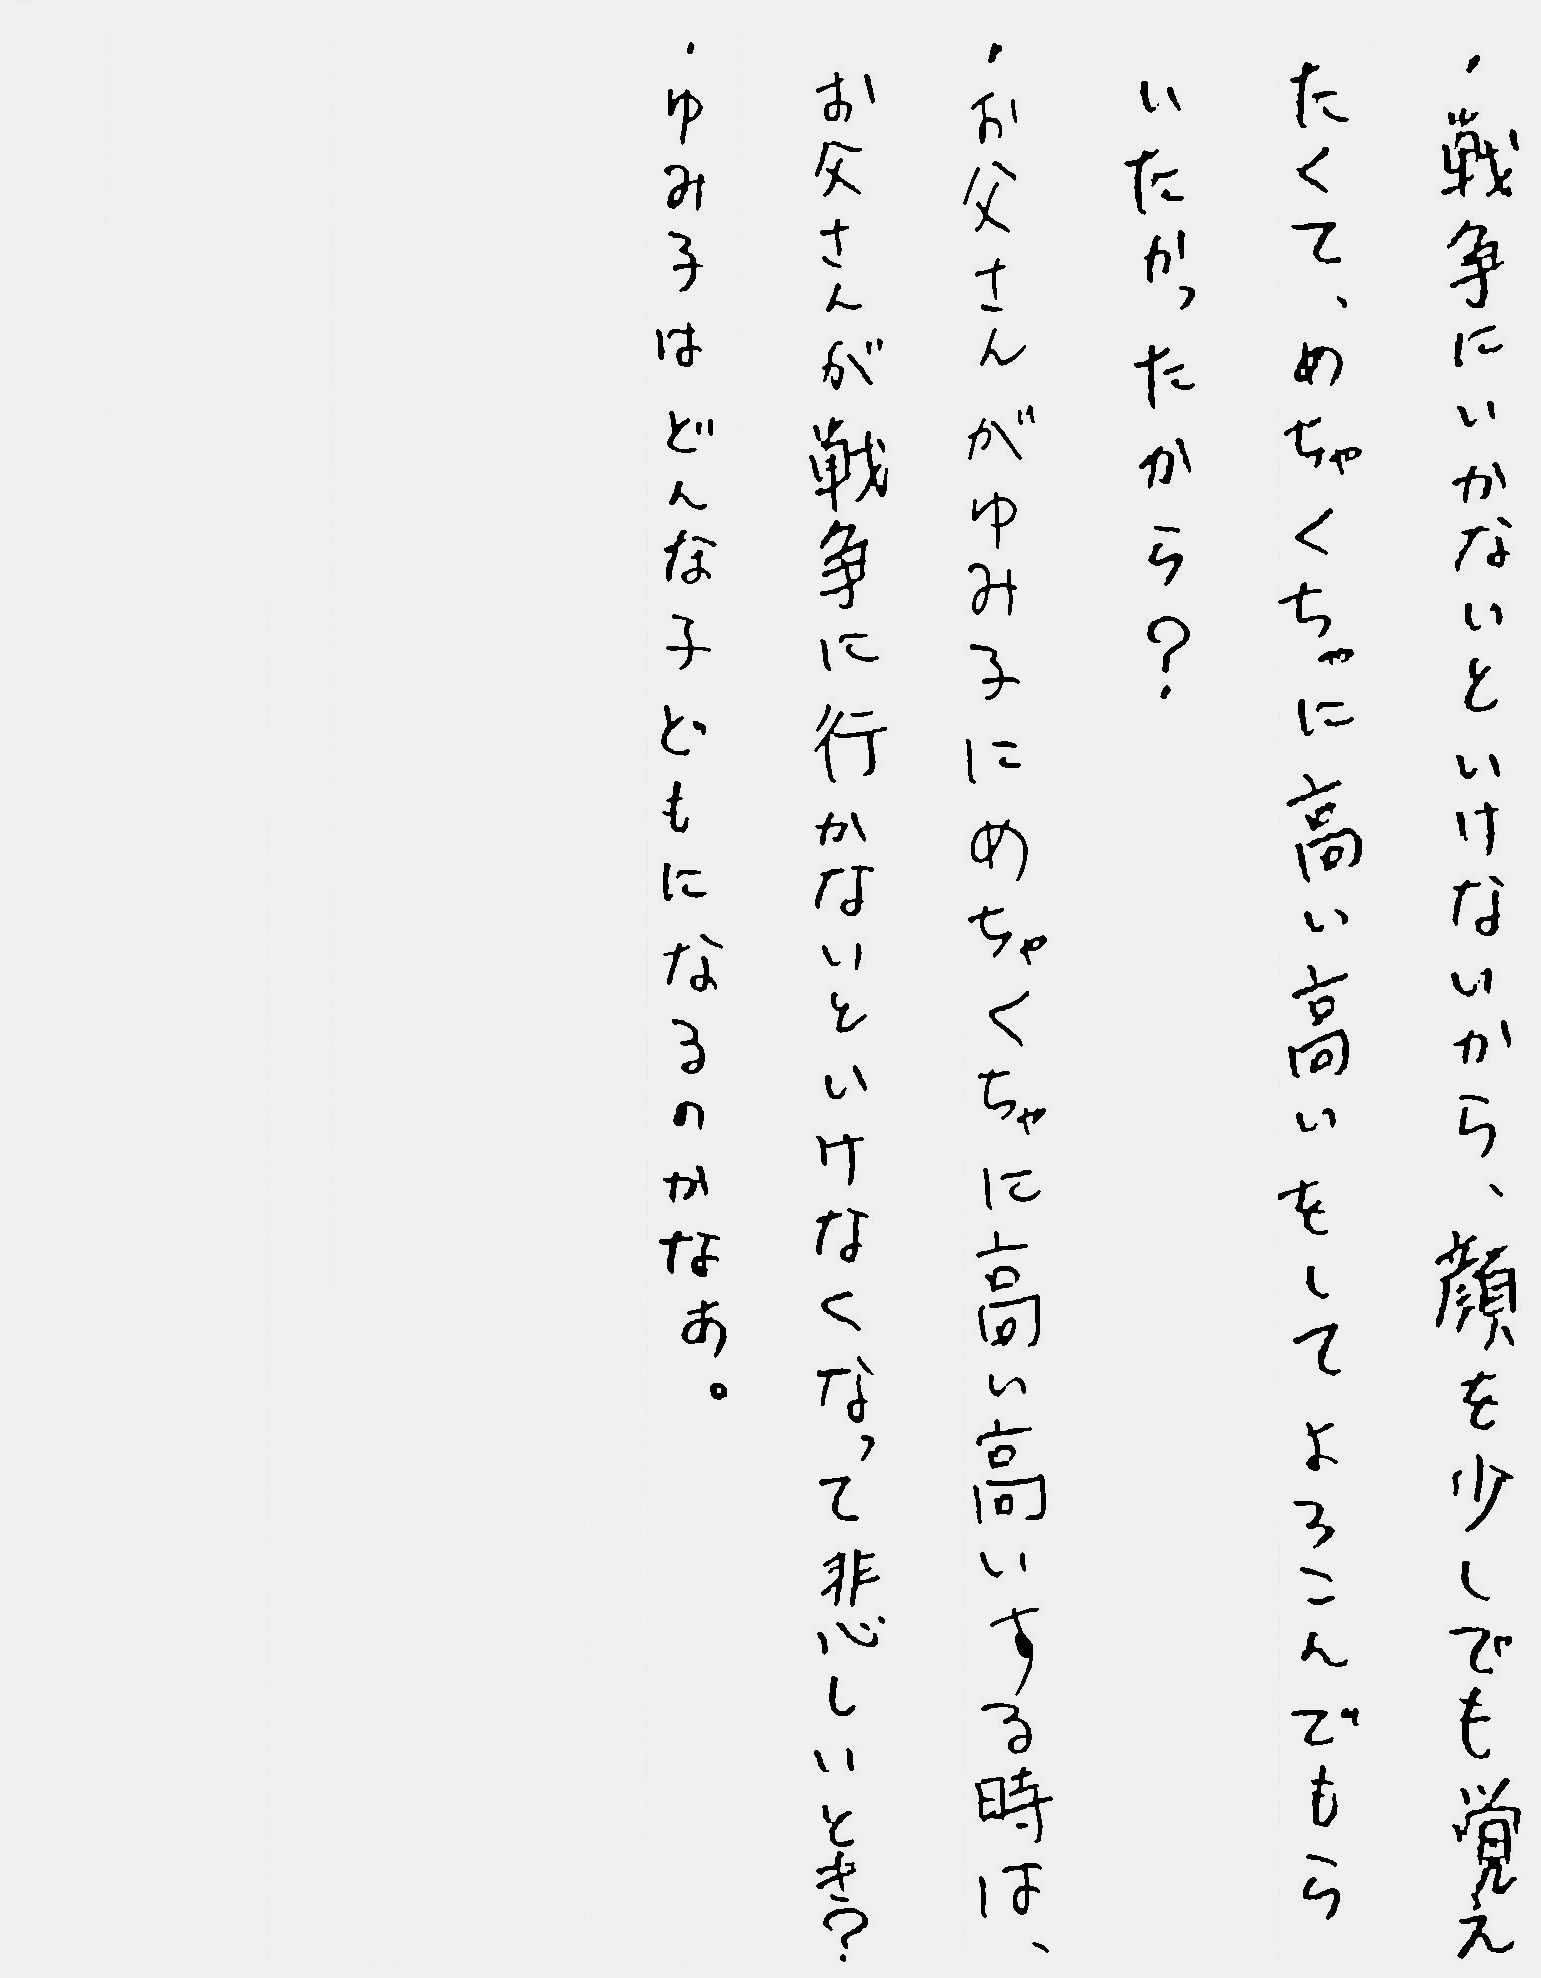 ・戦争にいかないといけないから、顔を少しでも覚え
たくて、めちゃくちゃに高い高いをしてよろこんでもら
いたかったから?
・お父さんがゆみ子にめちゃくちゃに高い高いする時は、
お父さんが戦争に行かないといけなくなって悲しいとき?
・ゆみ子はどんな子どもになるのかなあ。